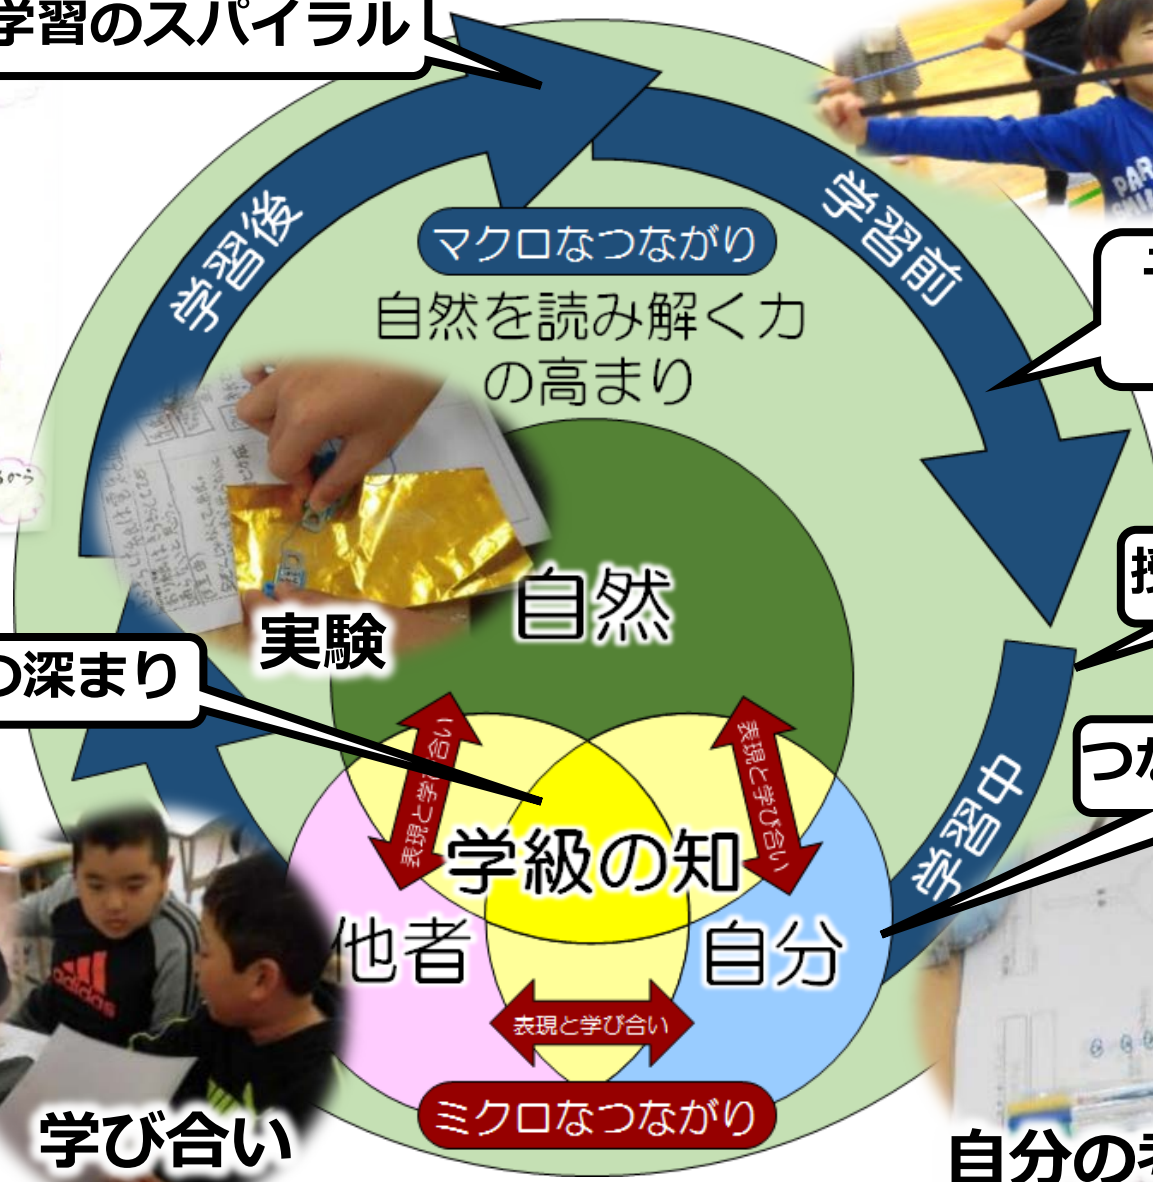 学習のスパイラル
学習後
学習前
マクロなつながり
自然を読み解く力
の高まり
から
自然
実験
の深まり
表現と学び合い
表現と学び合い
つな
学級の知
学習中
他者
自分
adidas
表現と学び合い
ミクロなつながり
学び合い
自分の考